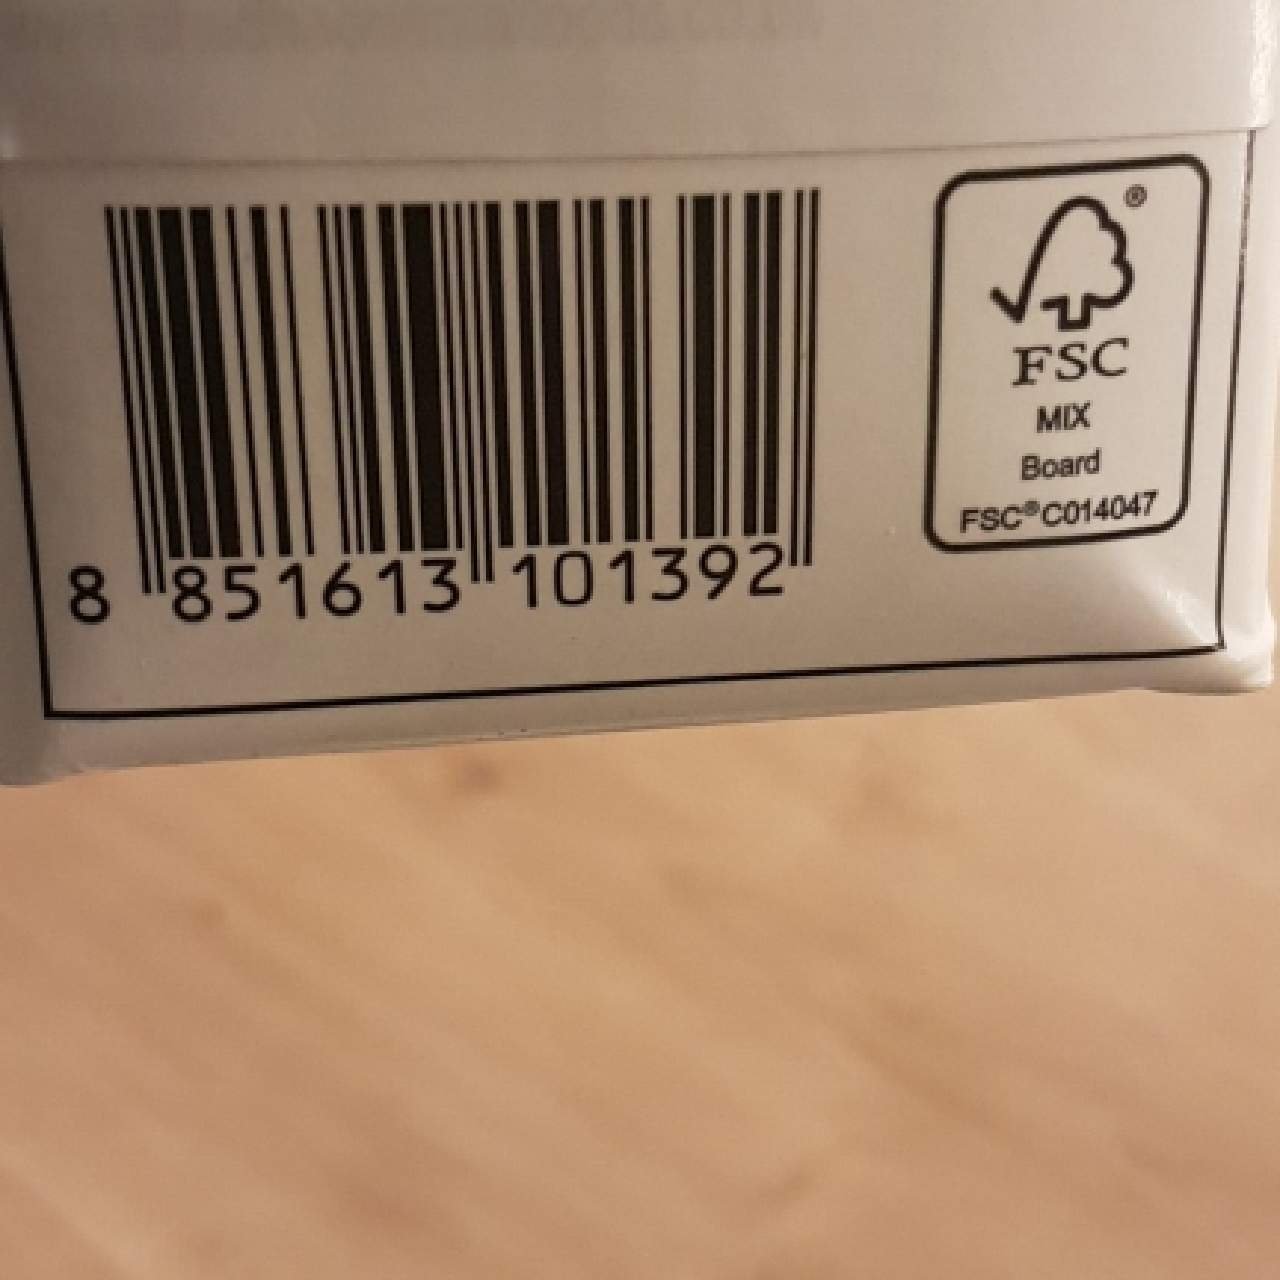 ®
FSC
MIX
Board
FSC®C014047
8 851613 101392